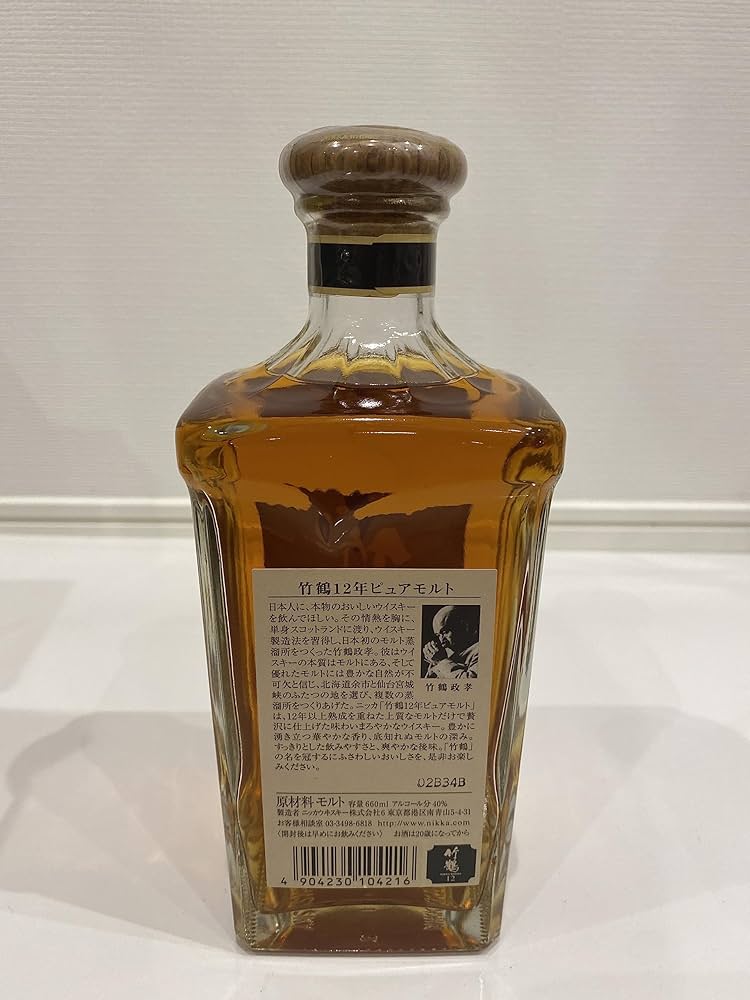 竹鶴12年ピュアモルト
日本人に、本物のおいしいウイスキー
を飲んでほしい。その情熱を胸に、
単身スコットランドに渡り、ウイスキー
製造法を習得し、日本初のモルト蒸
溜所をつくった竹鶴政孝。彼はウイ
スキーの本質はモルトにある、そして
優れたモルトには豊かな自然が不
可欠と信じ、北海道余市と仙台宮城
峡のふたつの地を選び、複数の蒸
溜所をつくりあげた。ニッカ「竹鶴12年ピュアモルト」
は、12年以上熟成を重ねた上質なモルトだけで贅
沢に仕上げた味わいまろやかなウイスキー。豊かに
湧き立つ華やかな香り、底知れぬモルトの深み。
すっきりとした飲みやすさと、爽やかな後味。「竹鶴」
の名を冠するにふさわしいおいしさを、是非お楽し
みください。
竹鶴政孝
02B34B
原材料 モルト 容量 660ml アルコール分 40%
製造者 ニッカウヰスキー株式会社6 東京都港区南青山5-4-31
お客様相談室 03-3498-6818 http://www.nikka.com
〈開封後は早めにお飲みください〉 お酒は20歳になってから
4 904230 104216
竹鶴
12